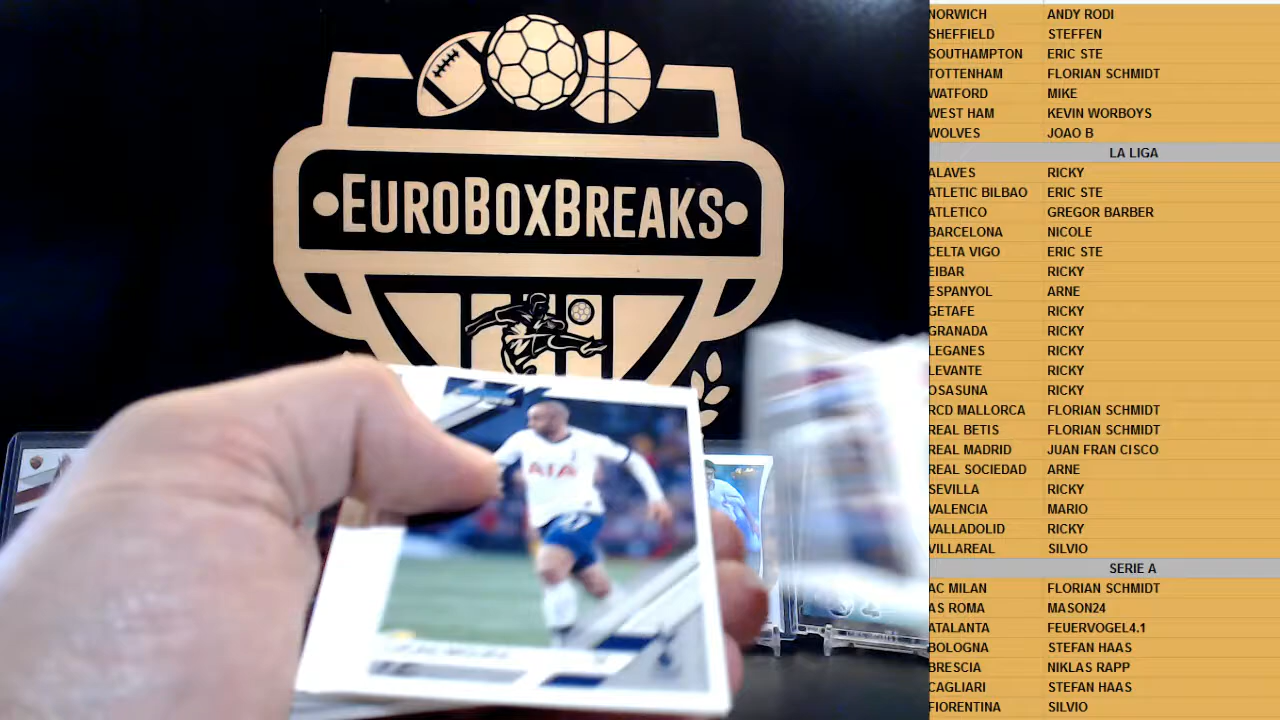 EUROBOXBREAKS
AIA
NORWICH ANDY RODI
SHEFFIELD STEFFEN
SOUTHAMPTON ERIC STE
TOTTENHAM FLORIAN SCHMIDT
WATFORD MIKE
WEST HAM KEVIN WORBOYS
WOLVES JOAO B
LA LIGA
ALAVES RICKY
ATLETIC BILBAO ERIC STE
ATLETICO GREGOR BARBER
BARCELONA NICOLE
CELTA VIGO ERIC STE
EIBAR RICKY
ESPANYOL ARNE
GETAFE RICKY
GRANADA RICKY
LEGANES RICKY
LEVANTE RICKY
OSASUNA RICKY
RCD MALLORCA FLORIAN SCHMIDT
REAL BETIS FLORIAN SCHMIDT
REAL MADRID JUAN FRAN CISCO
REAL SOCIEDAD ARNE
SEVILLA RICKY
VALENCIA MARIO
VALLADOLID RICKY
VILLAREAL SILVIO
SERIE A
AC MILAN FLORIAN SCHMIDT
AS ROMA MASON24
ATALANTA FEUERVOGEL4.1
BOLOGNA STEFAN HAAS
BRESCIA NIKLAS RAPP
CAGLIARI STEFAN HAAS
FIORENTINA SILVIO